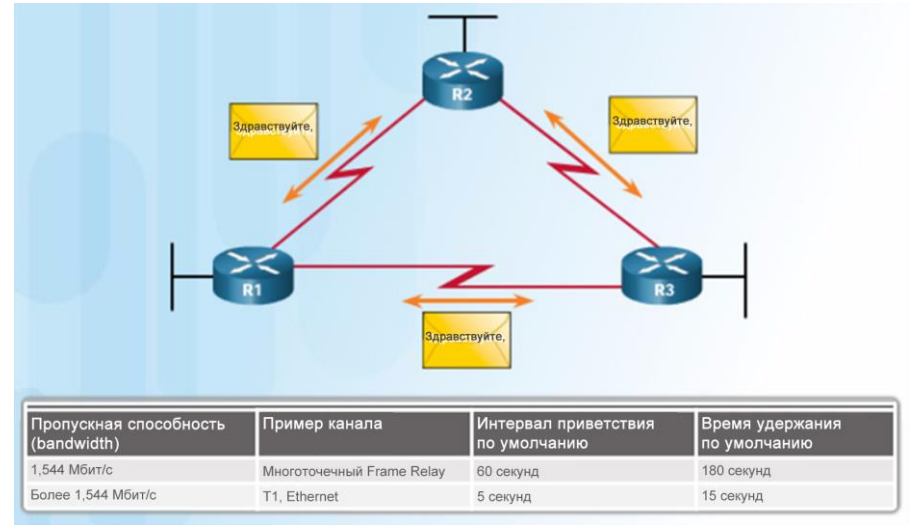 R2
Здравствуйте,
Здравствуйте,
R1
R3
Здравствуйте,
Пропускная способность (bandwidth)
Пример канала
Интервал приветствия по умолчанию
Время удержания по умолчанию
1,544 Мбит/с
Многоточечный Frame Relay
60 секунд
180 секунд
Более 1,544 Мбит/с
T1, Ethernet
5 секунд
15 секунд